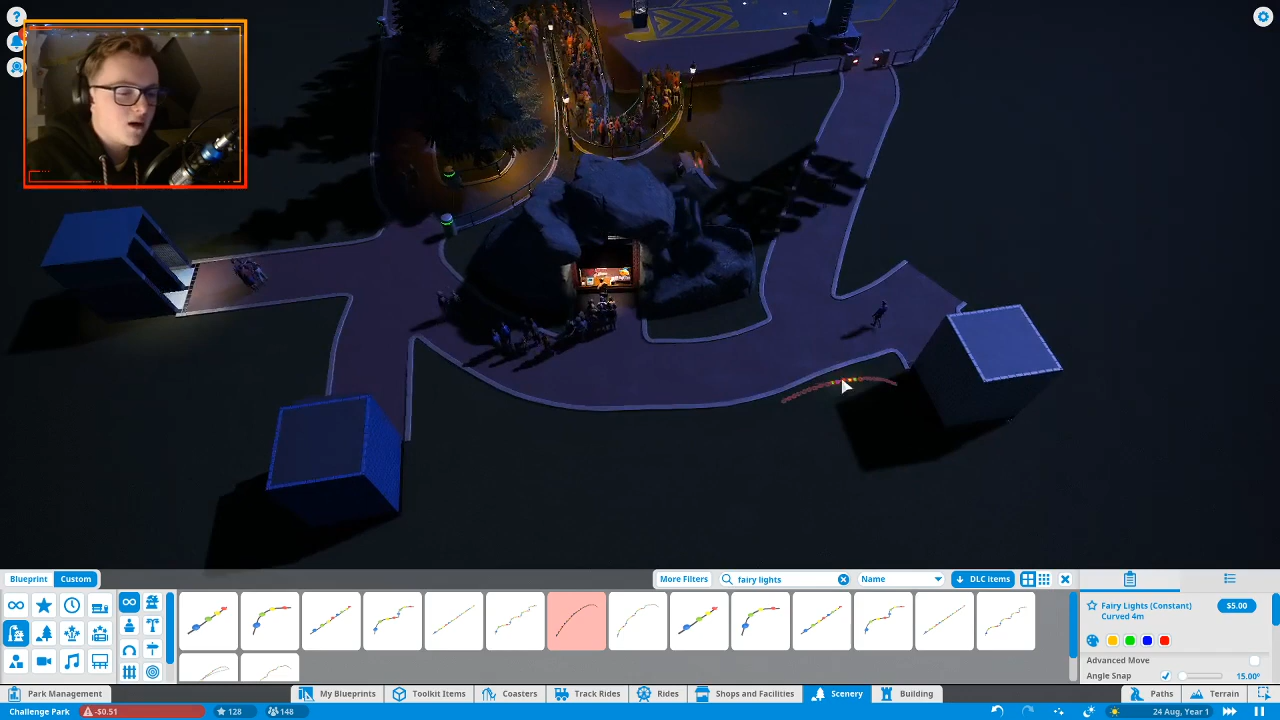 Blueprint Custom
More Filters fairy lights Name DLC items
Fairy Lights (Constant) $5.00
Curved 4m
Advanced Move
Angle Snap 15.00°
Park Management My Blueprints Toolkit Items Coasters Track Rides Rides Shops and Facilities Scenery Building Paths Terrain
Challenge Park -$0.51 128 148 24 Aug, Year 1